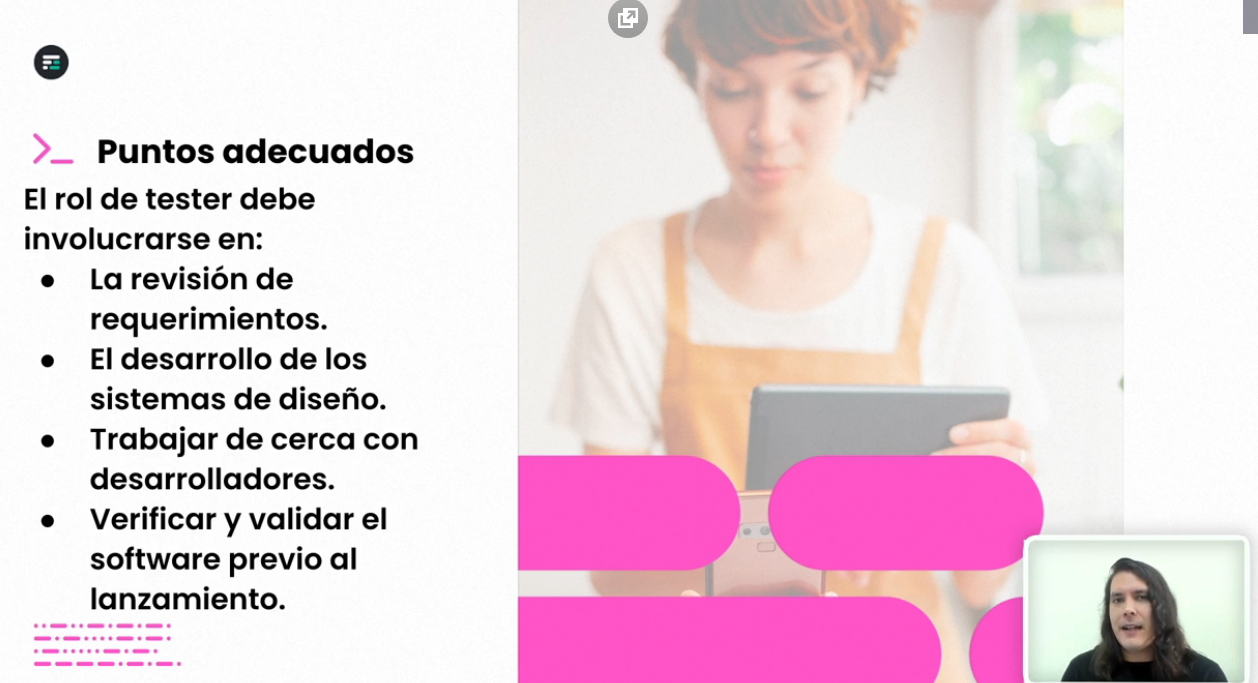 Puntos adecuados
El rol de tester debe
involucrarse en:
● La revisión de
requerimientos.
● El desarrollo de los
sistemas de diseño.
● Trabajar de cerca con
desarrolladores.
● Verificar y validar el
software previo al
lanzamiento.